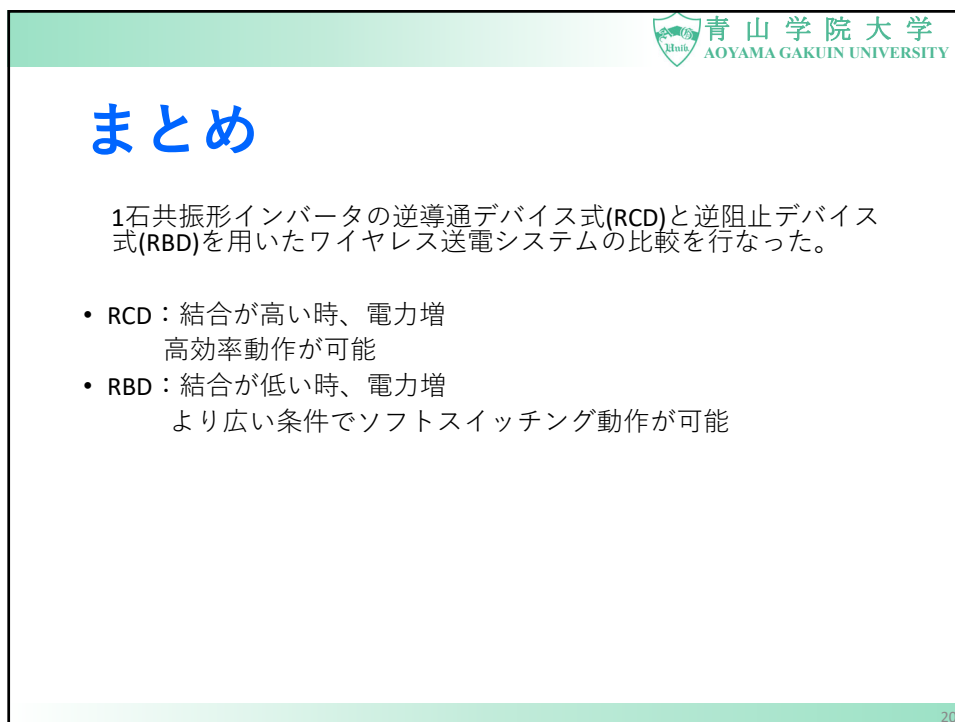 青山学院大学
AOYAMA GAKUIN UNIVERSITY
まとめ
1石共振形インバータの逆導通デバイス式(RCD)と逆阻止デバイス
式(RBD)を用いたワイヤレス送電システムの比較を行なった。
• RCD：結合が高い時、電力増
高効率動作が可能
• RBD：結合が低い時、電力増
より広い条件でソフトスイッチング動作が可能
20